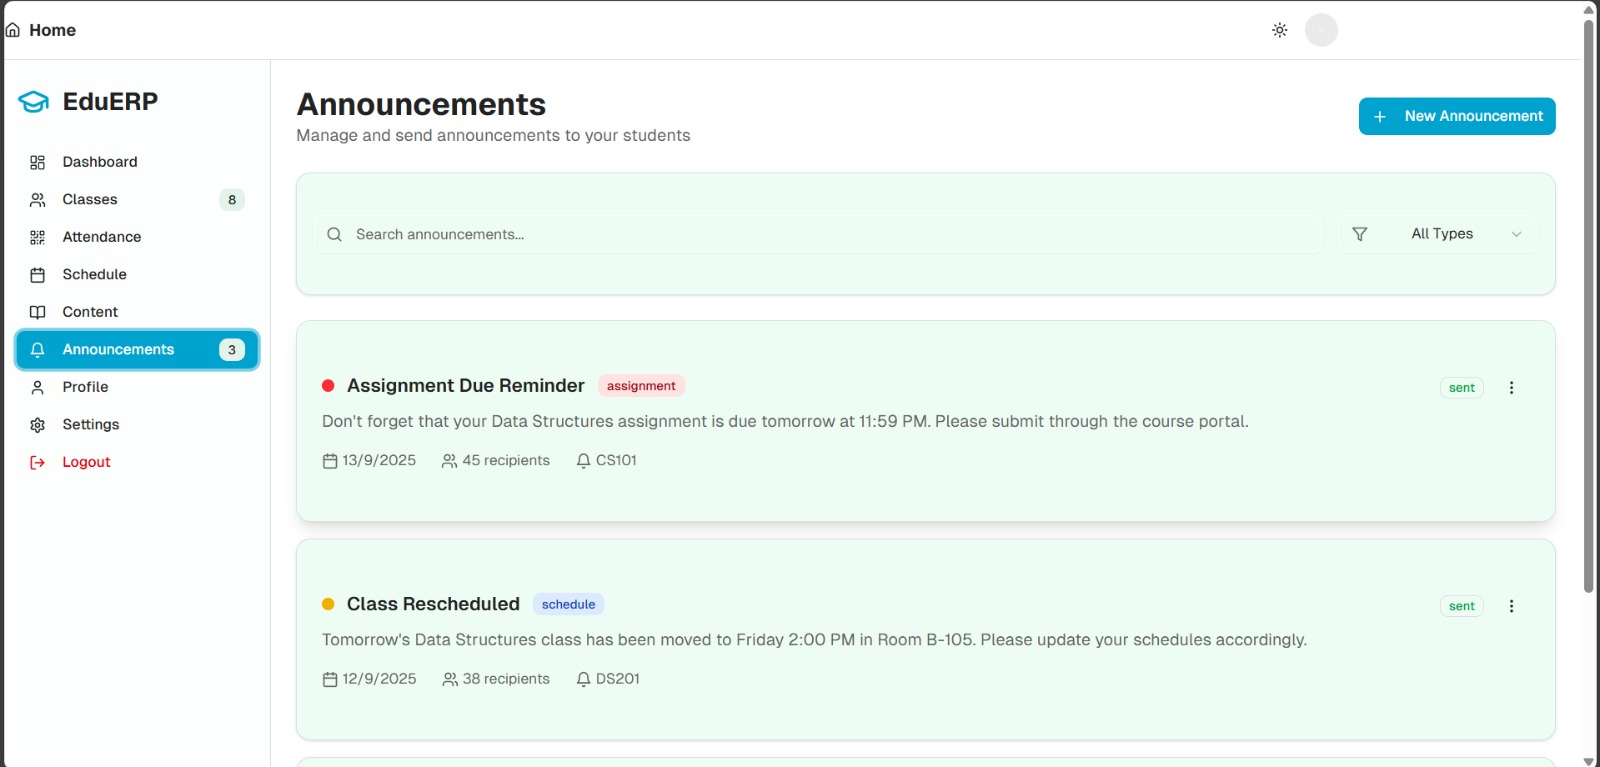 Home
EduERP
Dashboard
Classes 8
Attendance
Schedule
Content
Announcements 3
Profile
Settings
Logout
Announcements
Manage and send announcements to your students
New Announcement
Search announcements...
All Types
Assignment Due Reminder assignment sent
Don't forget that your Data Structures assignment is due tomorrow at 11:59 PM. Please submit through the course portal.
13/9/2025 45 recipients CS101
Class Rescheduled schedule sent
Tomorrow's Data Structures class has been moved to Friday 2:00 PM in Room B-105. Please update your schedules accordingly.
12/9/2025 38 recipients DS201